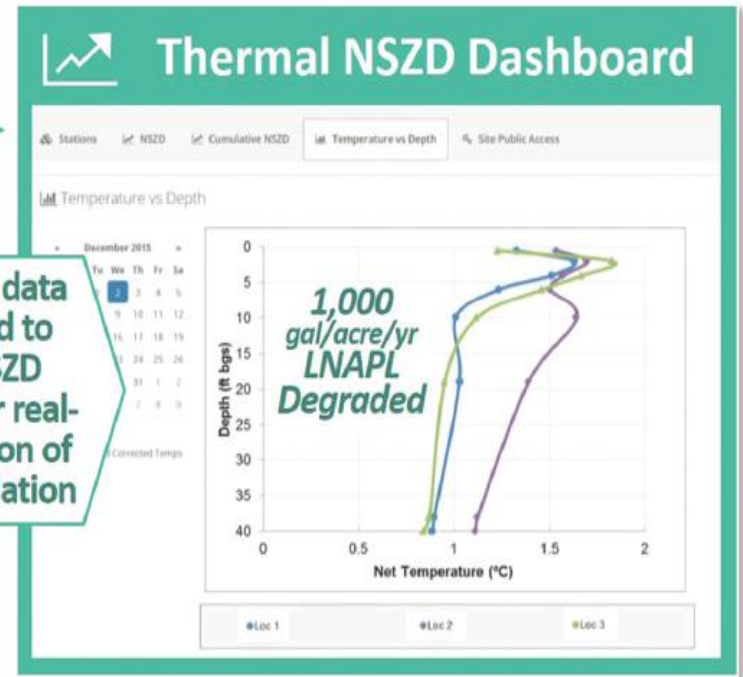 Thermal NSZD Dashboard
Stations NSZD Cumulative NSZD Temperature vs Depth Site Public Access
Temperature vs Depth
« December 2015 »
Tu We Th Fr Sa
2 3 4 5
9 10 11 12
16 17 18 19
23 24 25 26
31 1 2
7 8 9
Corrected Temps
data
d to
SZD
r real-
on of
ation
0
5
10
15
20
25
30
35
40
Depth (ft bgs)
1,000
gal/acre/yr
LNAPL
Degraded
0 0.5 1 1.5 2
Net Temperature (ºC)
Loc 1 Loc 2 Loc 3